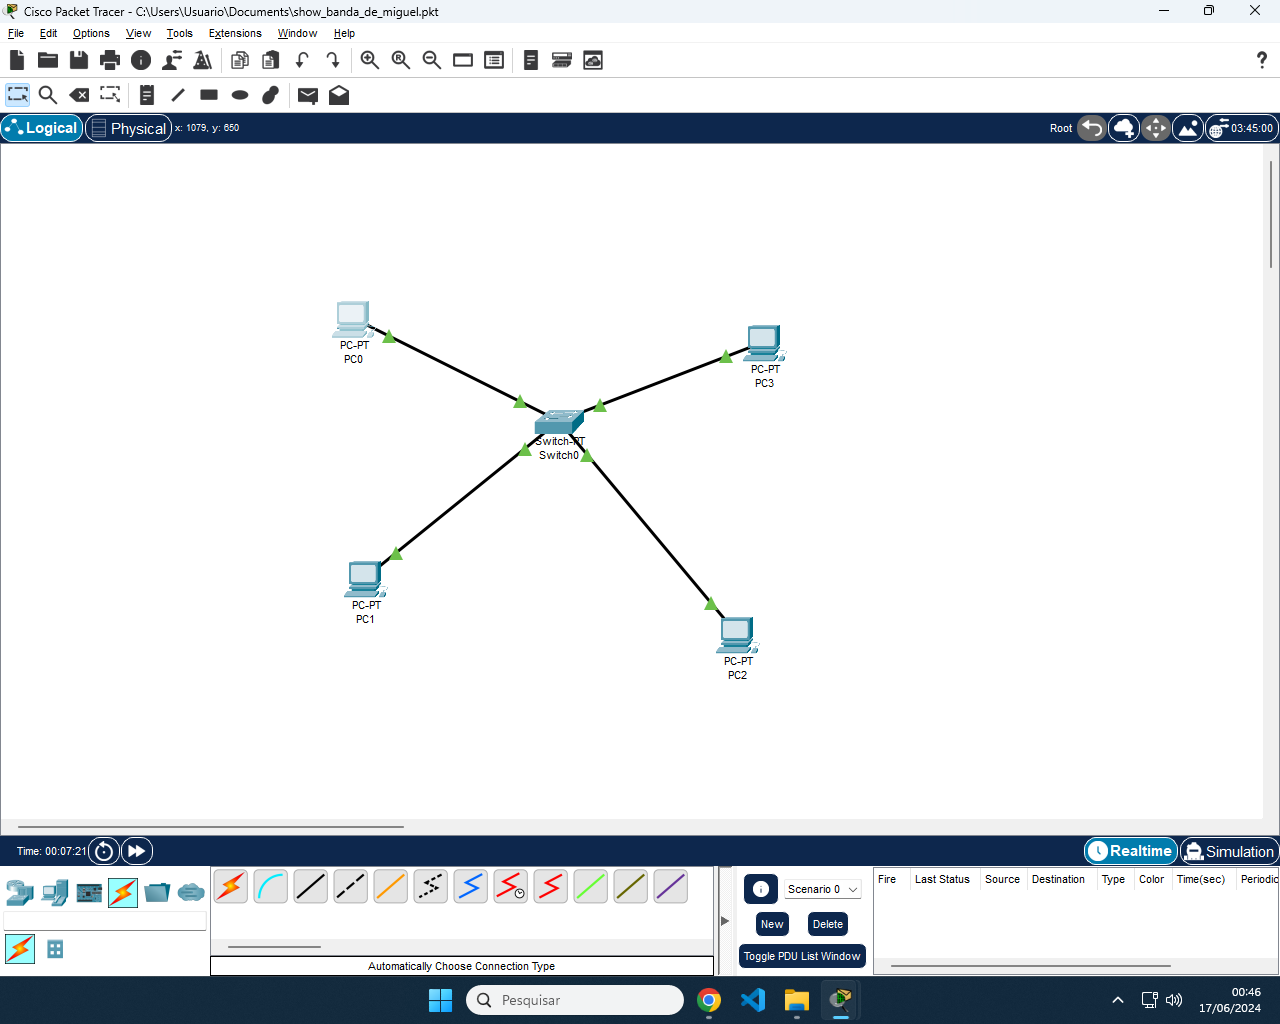 Cisco Packet Tracer - C:\Users\Usuario\Documents\show_banda_de_miguel.pkt
File Edit Options View Tools Extensions Window Help
Logical Physical x: 1079, y: 650 Root 03:45:00
PC-PT
PC0
PC-PT
PC3
Switch-PT
Switch0
PC-PT
PC1
PC-PT
PC2
Time: 00:07:21 Realtime Simulation
Scenario 0
New Delete
Toggle PDU List Window
Fire Last Status Source Destination Type Color Time(sec) Periodic
Automatically Choose Connection Type
Pesquisar
00:46
17/06/2024